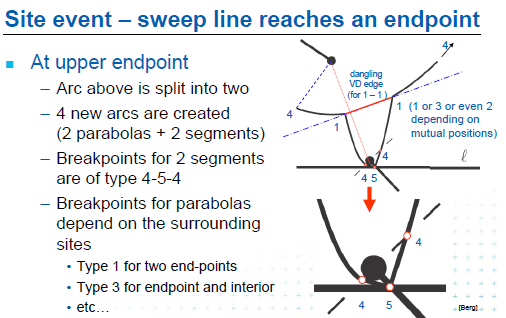 Site event – sweep line reaches an endpoint
At upper endpoint
– Arc above is split into two
– 4 new arcs are created
(2 parabolas + 2 segments)
– Breakpoints for 2 segments
are of type 4-5-4
– Breakpoints for parabolas
depend on the surrounding
sites
• Type 1 for two end-points
• Type 3 for endpoint and interior
• etc…
4
dangling
VD edge
(for 1 – 1)
4
1
1 (1 or 3 or even 2
depending on
mutual positions)
4
ℓ
4 5
4
4 5
[Berg]